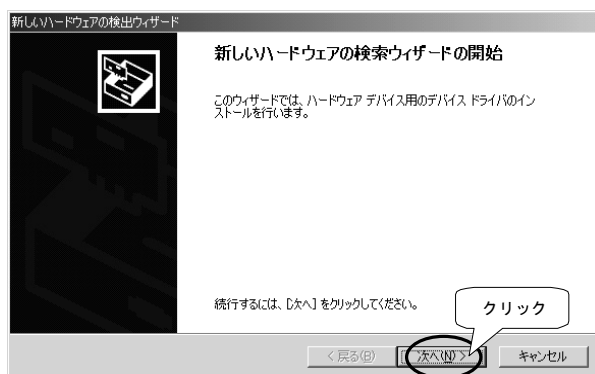 新しいハードウェアの検出ウィザード
新しいハードウェアの検索ウィザードの開始
このウィザードでは、ハードウェア デバイス用のデバイス ドライバのイン
ストールを行います。
続行するには、[次へ] をクリックしてください。
クリック
< 戻る(B)
次へ(N) >
キャンセル